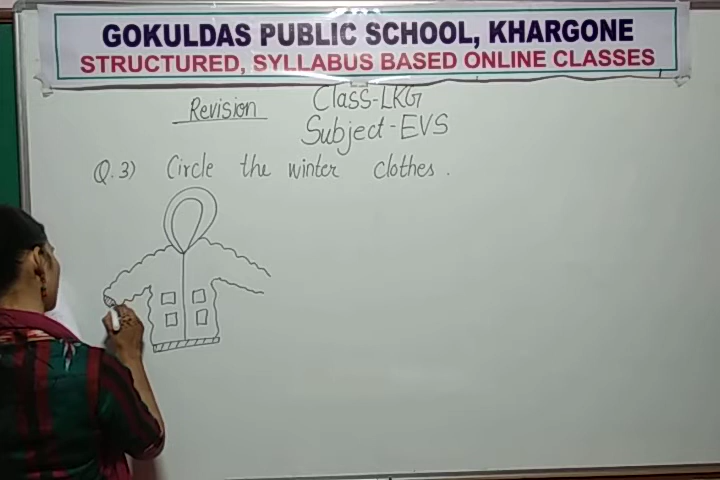 GOKULDAS PUBLIC SCHOOL, KHARGONE
STRUCTURED, SYLLABUS BASED ONLINE CLASSES
Revision
Class-LKG
Subject-EVS
Q.3) Circle the winter clothes.